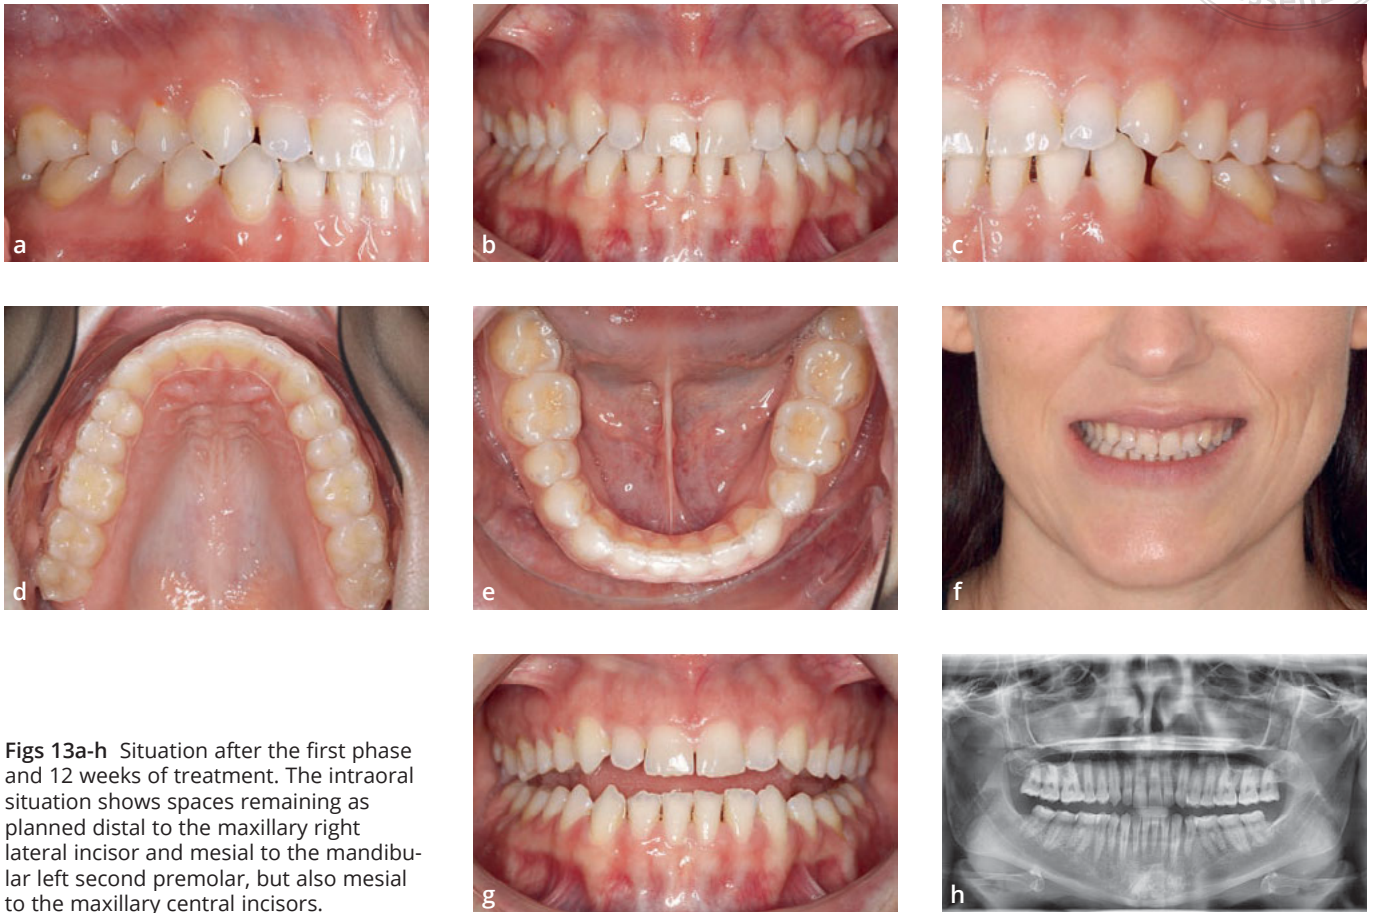 a
b
c
d
e
f
g
h
Figs 13a-h Situation after the first phase
and 12 weeks of treatment. The intraoral
situation shows spaces remaining as
planned distal to the maxillary right
lateral incisor and mesial to the mandibu-
lar left second premolar, but also mesial
to the maxillary central incisors.